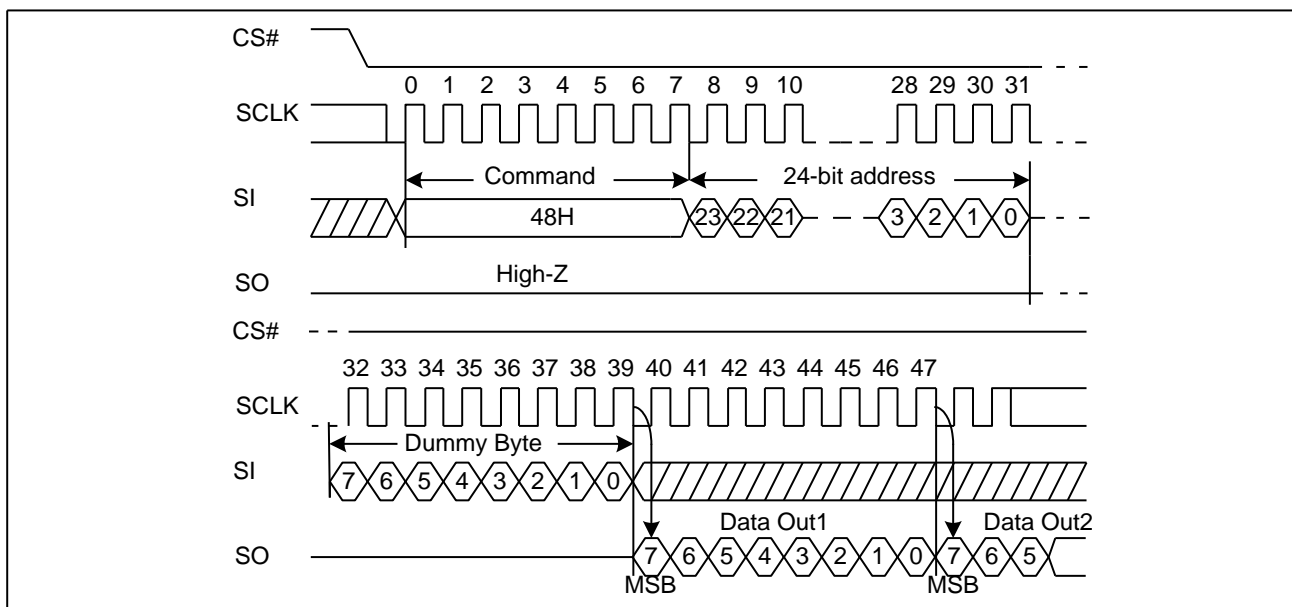 CS#
0 1 2 3 4 5 6 7 8 9 10 28 29 30 31
SCLK
Command 24-bit address
SI
48H 23 22 21 3 2 1 0
High-Z
SO
CS#
32 33 34 35 36 37 38 39 40 41 42 43 44 45 46 47
SCLK
Dummy Byte
SI
7 6 5 4 3 2 1 0
Data Out1 Data Out2
SO
7 6 5 4 3 2 1 0 7 6 5
MSB MSB